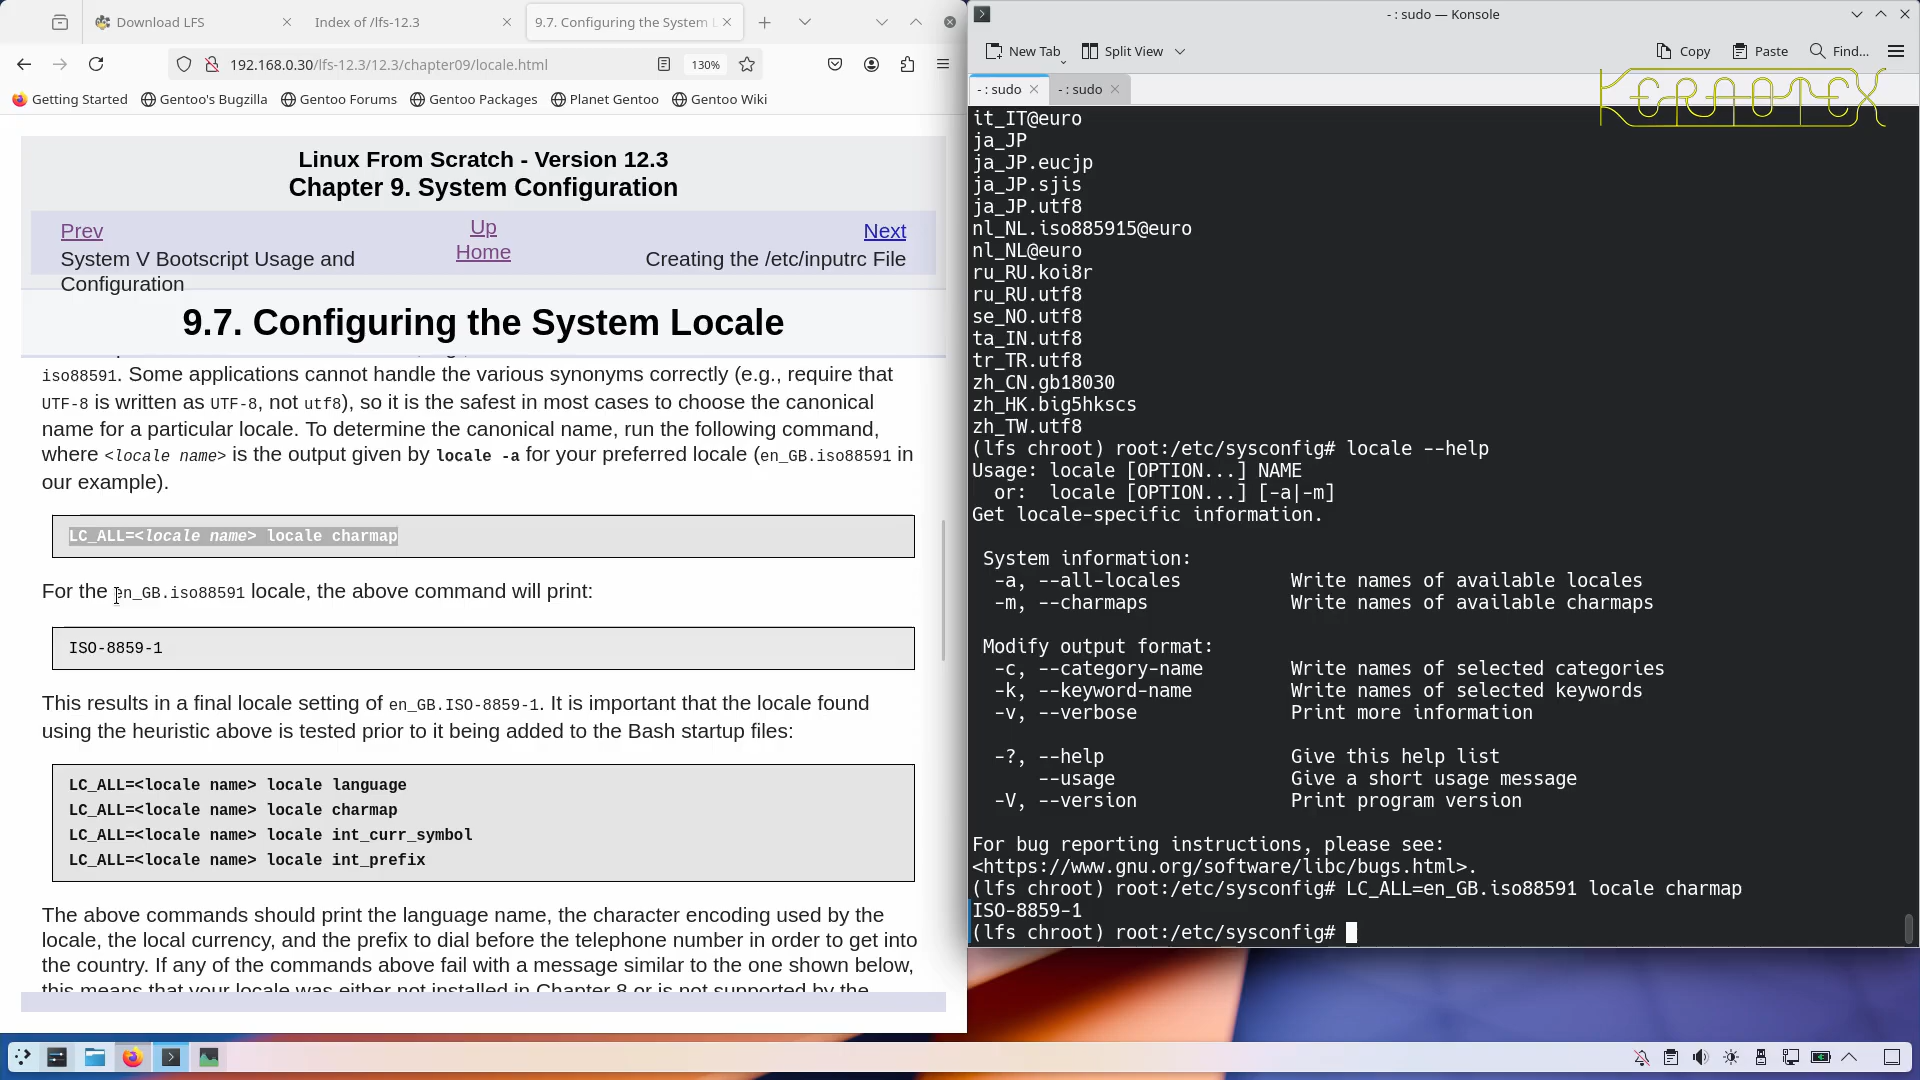 Download LFS
Index of /lfs-12.3
9.7. Configuring the System L
192.168.0.30/lfs-12.3/12.3/chapter09/locale.html
130%
Getting Started
Gentoo's Bugzilla
Gentoo Forums
Gentoo Packages
Planet Gentoo
Gentoo Wiki
Linux From Scratch - Version 12.3
Chapter 9. System Configuration
Prev
Up
Next
Home
System V Bootscript Usage and
Configuration
Creating the /etc/inputrc File
9.7. Configuring the System Locale
iso88591. Some applications cannot handle the various synonyms correctly (e.g., require that
UTF-8 is written as UTF-8, not utf8), so it is the safest in most cases to choose the canonical
name for a particular locale. To determine the canonical name, run the following command,
where <locale name> is the output given by locale -a for your preferred locale (en_GB.iso88591 in
our example).
LC_ALL=<locale name> locale charmap
For the en_GB.iso88591 locale, the above command will print:
ISO-8859-1
This results in a final locale setting of en_GB.ISO-8859-1. It is important that the locale found
using the heuristic above is tested prior to it being added to the Bash startup files:
LC_ALL=<locale name> locale language
LC_ALL=<locale name> locale charmap
LC_ALL=<locale name> locale int_curr_symbol
LC_ALL=<locale name> locale int_prefix
The above commands should print the language name, the character encoding used by the
locale, the local currency, and the prefix to dial before the telephone number in order to get into
the country. If any of the commands above fail with a message similar to the one shown below,
this means that your locale was either not installed in Chapter 8 or is not supported by the
- : sudo — Konsole
New Tab
Split View
Copy
Paste
Find...
- : sudo
- : sudo
KERNOTEX
it_IT@euro
ja_JP
ja_JP.eucjp
ja_JP.sjis
ja_JP.utf8
nl_NL.iso885915@euro
nl_NL@euro
ru_RU.koi8r
ru_RU.utf8
se_NO.utf8
ta_IN.utf8
tr_TR.utf8
zh_CN.gb18030
zh_HK.big5hkscs
zh_TW.utf8
(lfs chroot) root:/etc/sysconfig# locale --help
Usage: locale [OPTION...] NAME
  or:  locale [OPTION...] [-a|-m]
Get locale-specific information.
 System information:
  -a, --all-locales          Write names of available locales
  -m, --charmaps             Write names of available charmaps
 Modify output format:
  -c, --category-name        Write names of selected categories
  -k, --keyword-name         Write names of selected keywords
  -v, --verbose              Print more information
  -?, --help                 Give this help list
      --usage                Give a short usage message
  -V, --version              Print program version
For bug reporting instructions, please see:
<https://www.gnu.org/software/libc/bugs.html>.
(lfs chroot) root:/etc/sysconfig# LC_ALL=en_GB.iso88591 locale charmap
ISO-8859-1
(lfs chroot) root:/etc/sysconfig#